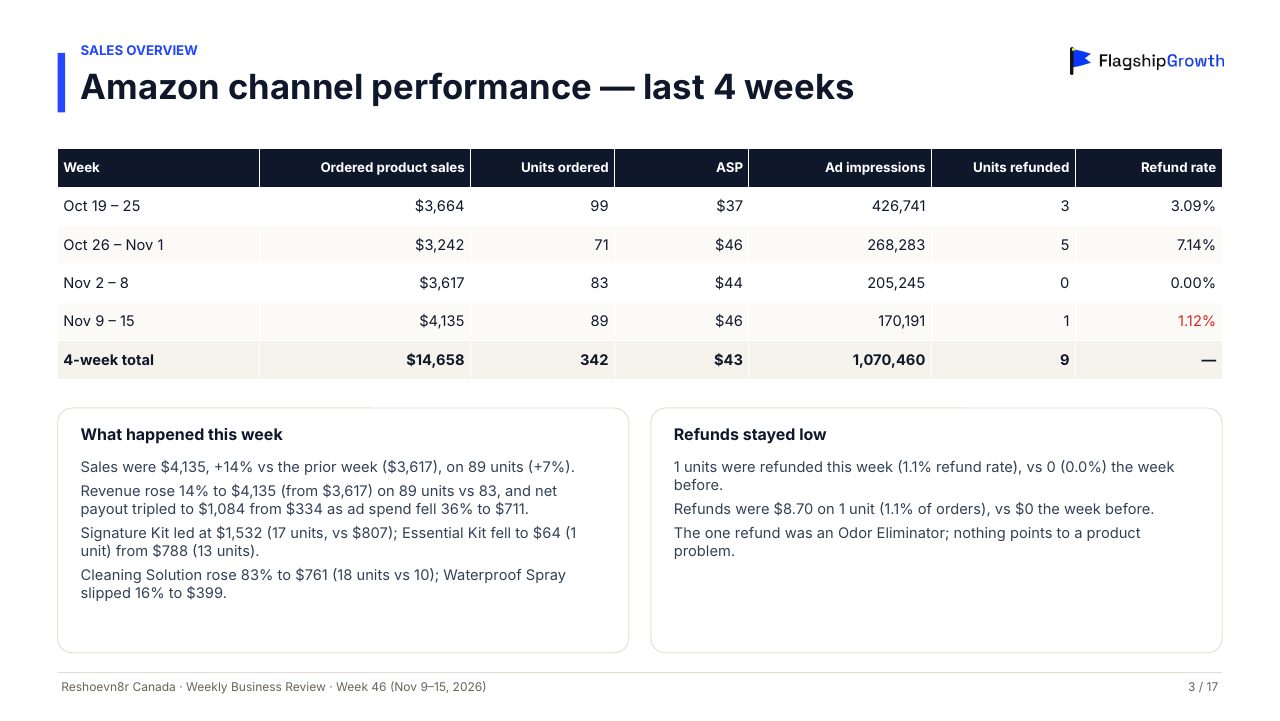 SALES OVERVIEW
Amazon channel performance — last 4 weeks
FlagshipGrowth
Week Ordered product sales Units ordered ASP Ad impressions Units refunded Refund rate
Oct 19 – 25 $3,664 99 $37 426,741 3 3.09%
Oct 26 – Nov 1 $3,242 71 $46 268,283 5 7.14%
Nov 2 – 8 $3,617 83 $44 205,245 0 0.00%
Nov 9 – 15 $4,135 89 $46 170,191 1 1.12%
4-week total $14,658 342 $43 1,070,460 9 —
What happened this week
Sales were $4,135, +14% vs the prior week ($3,617), on 89 units (+7%).
Revenue rose 14% to $4,135 (from $3,617) on 89 units vs 83, and net
payout tripled to $1,084 from $334 as ad spend fell 36% to $711.
Signature Kit led at $1,532 (17 units, vs $807); Essential Kit fell to $64 (1
unit) from $788 (13 units).
Cleaning Solution rose 83% to $761 (18 units vs 10); Waterproof Spray
slipped 16% to $399.
Refunds stayed low
1 units were refunded this week (1.1% refund rate), vs 0 (0.0%) the week
before.
Refunds were $8.70 on 1 unit (1.1% of orders), vs $0 the week before.
The one refund was an Odor Eliminator; nothing points to a product
problem.
Reshoevn8r Canada · Weekly Business Review · Week 46 (Nov 9–15, 2026)
3 / 17